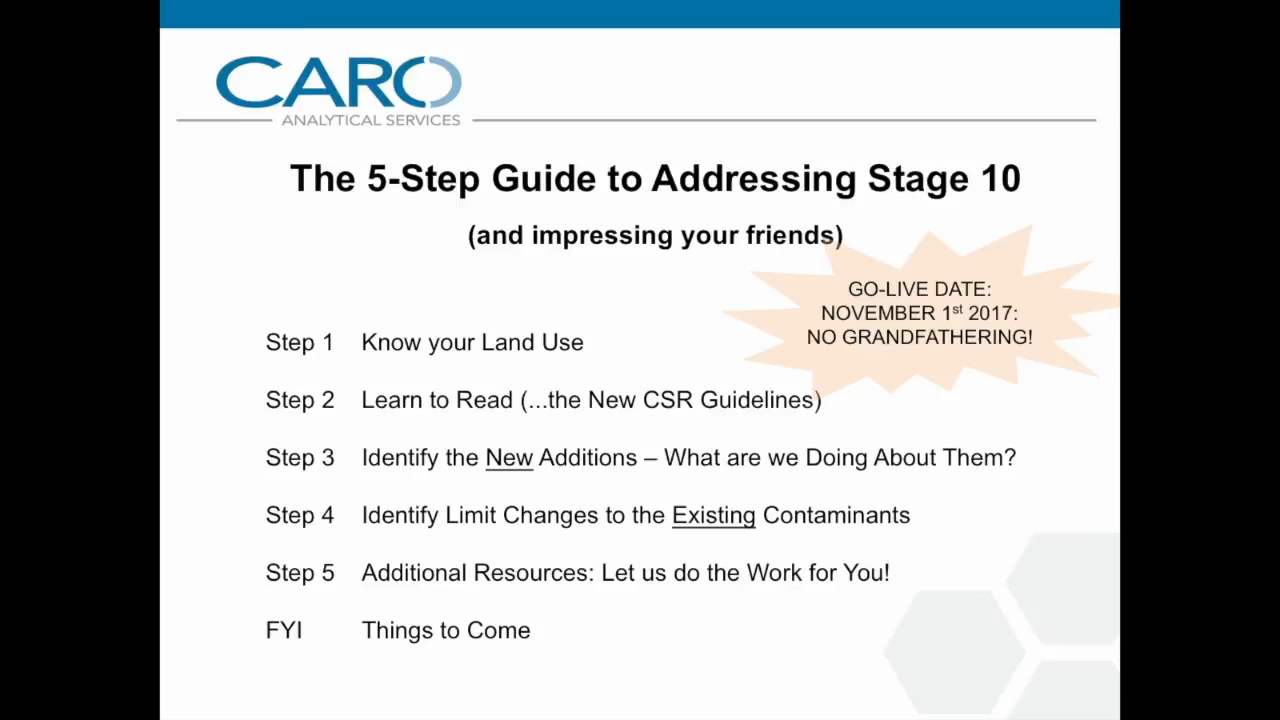 CARO
ANALYTICAL SERVICES
The 5-Step Guide to Addressing Stage 10
(and impressing your friends)
GO-LIVE DATE:
NOVEMBER 1st 2017:
NO GRANDFATHERING!
Step 1 Know your Land Use
Step 2 Learn to Read (...the New CSR Guidelines)
Step 3 Identify the New Additions – What are we Doing About Them?
Step 4 Identify Limit Changes to the Existing Contaminants
Step 5 Additional Resources: Let us do the Work for You!
FYI Things to Come